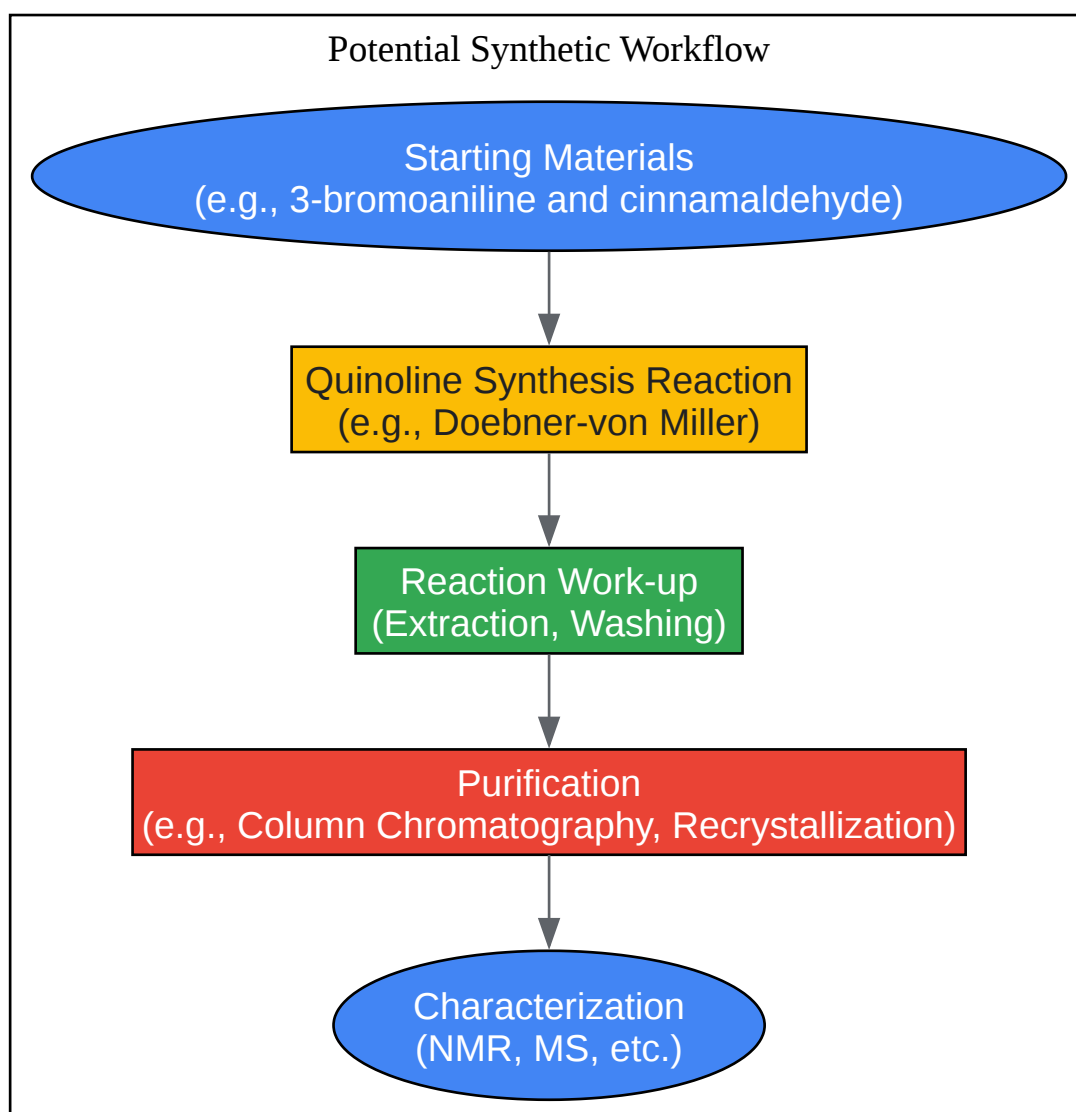 Potential Synthetic Workflow
Starting Materials
(e.g., 3-bromoaniline and cinnamaldehyde)
Quinoline Synthesis Reaction
(e.g., Doebner-von Miller)
Reaction Work-up
(Extraction, Washing)
Purification
(e.g., Column Chromatography, Recrystallization)
Characterization
(NMR, MS, etc.)